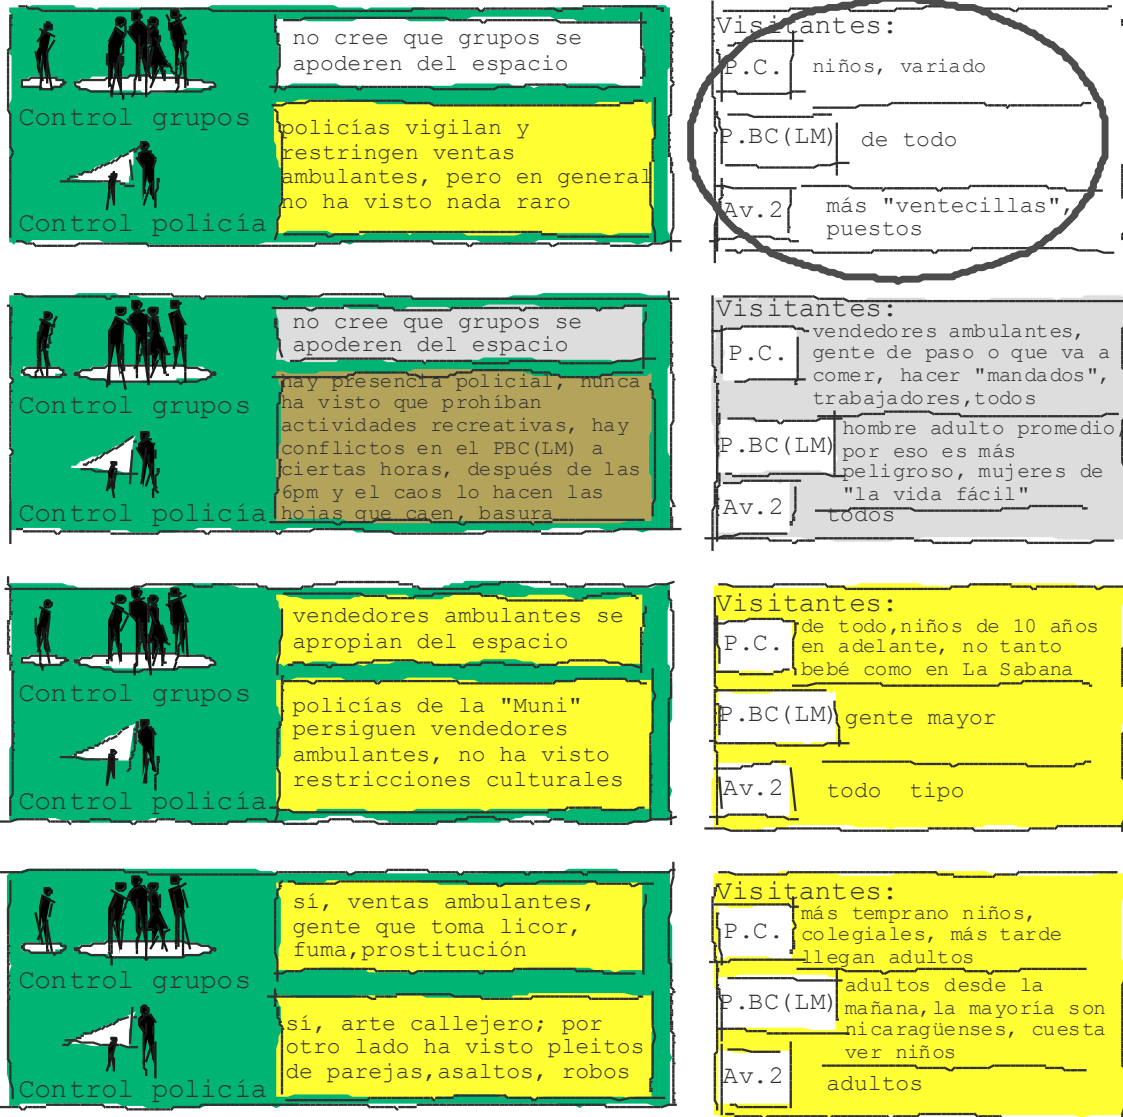 no cree que grupos se
apoderen del espacio
Control grupos
policías vigilan y
restringen ventas
ambulantes, pero en general
no ha visto nada raro
Control policía
Visitantes:
P.C.
niños, variado
P.BC(LM)
de todo
Av.2
más "ventecillas",
puestos
no cree que grupos se
apoderen del espacio
Control grupos
hay presencia policial, nunca
ha visto que prohíban
actividades recreativas, hay
conflictos en el PBC(LM) a
ciertas horas, después de las
6pm y el caos lo hacen las
hojas que caen, basura
Control policía
Visitantes:
P.C.
vendedores ambulantes,
gente de paso o que va a
comer, hacer "mandados",
trabajadores,todos
P.BC(LM)
hombre adulto promedio,
por eso es más
peligroso, mujeres de
"la vida fácil"
Av.2
todos
vendedores ambulantes se
apropian del espacio
Control grupos
policías de la "Muni"
persiguen vendedores
ambulantes, no ha visto
restricciones culturales
Control policía
Visitantes:
P.C.
de todo,niños de 10 años
en adelante, no tanto
bebé como en La Sabana
P.BC(LM)
gente mayor
Av.2
todo tipo
sí, ventas ambulantes,
gente que toma licor,
fuma,prostitución
Control grupos
sí, arte callejero; por
otro lado ha visto pleitos
de parejas,asaltos, robos
Control policía
Visitantes:
P.C.
más temprano niños,
colegiales, más tarde
llegan adultos
P.BC(LM)
adultos desde la
mañana,la mayoría son
nicaragüenses, cuesta
ver niños
Av.2
adultos